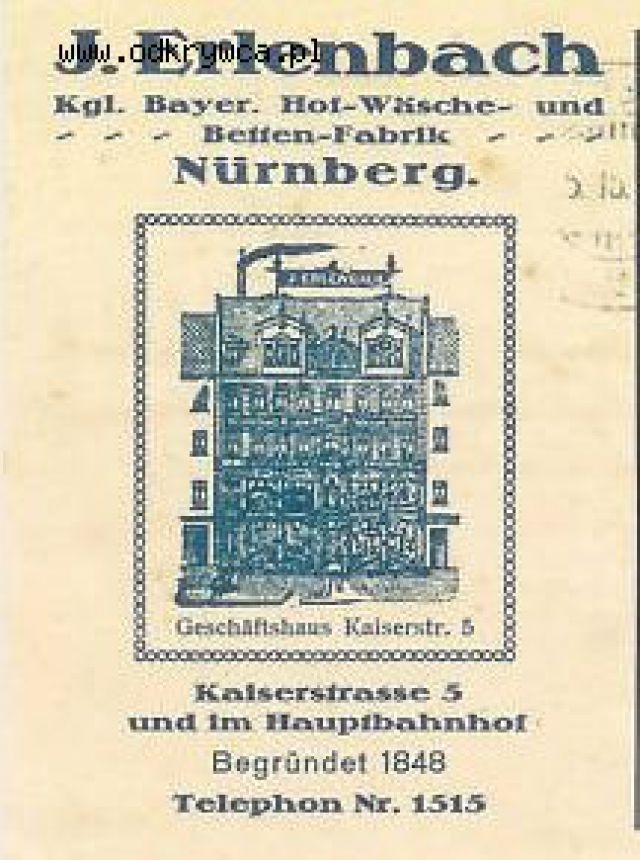 www.odkrywca.pl
J. Erlenbach
Kgl. Bayer. Hof-Wäsche- und
Betten-Fabrik
Nürnberg.
J. ERLENBACH
Geschäftshaus Kaiserstr. 5
Kaiserstrasse 5
und im Hauptbahnhof
Begründet 1848
Telephon Nr. 1515